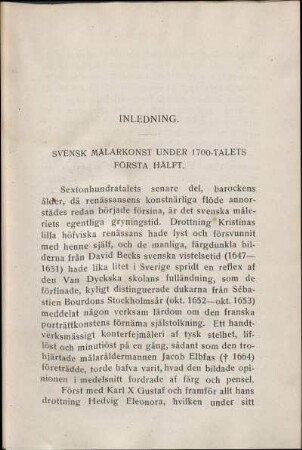 INLEDNING.
SVENSK MÅLARKONST UNDER 1700-TALETS
FÖRSTA HÄLFT.
Sextonhundratalets senare del, barockens
ålder, då renässansens konstnärliga flöde annor-
städes redan började försina, är det svenska måle-
riets egentliga gryningstid. Drottning Kristinas
lilla höfviska renässans hade lyst och försvunnit
med henne själf, och de manliga, färgdunkla bil-
derna från David Becks svenska vistelsetid (1647—
1651) hade lika litet i Sverige spridt en reflex af
den Van Dyckska skolans fulländning, som de
förfinade, kyligt distinguerade dukarna från Séba-
stien Bourdons Stockholmsår (okt. 1652—okt. 1653)
meddelat någon verksam lärdom om den franska
porträttkonstens förnäma själstolkning. Ett handt-
verksmässigt konterfejmåleri af tysk stelhet, lif-
löst och minutiöst på en gång, sådant som den tro-
hjärtade målaråldermannen Jacob Elbfas († 1664)
företrädde, torde hafva varit, hvad den bildade opi-
nionen i medelsnitt fordrade af färg och pensel.
Först med Karl X Gustaf och framför allt hans
drottning Hedvig Eleonora, hvilken under sitt